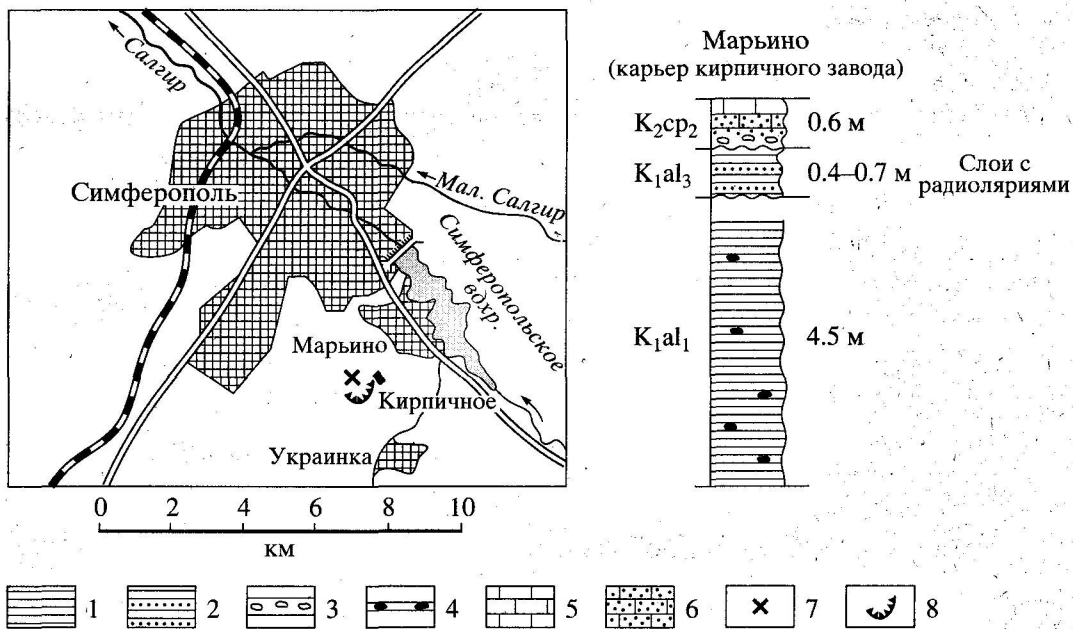 Салгир
Симферополь
Мал. Салгир
Симферопольское
вдхр.
Марьино
Кирпичное
Украинка
0 2 4 6 8 10
км
Марьино
(карьер кирпичного завода)
K₂cp₂ 0.6 м
K₁al₃ 0.4–0.7 м Слои с
радиоляриями
K₁al₁ 4.5 м
1 2 3 4 5 6 7 8